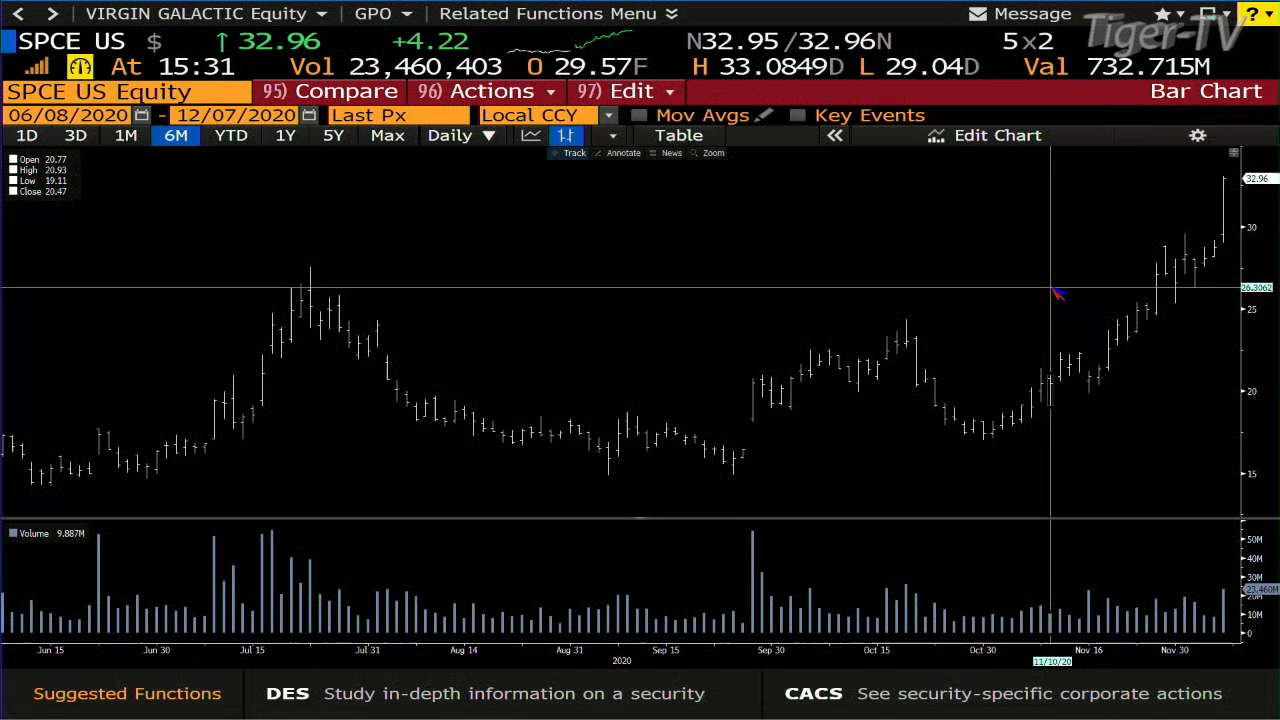 VIRGIN GALACTIC Equity GPO Related Functions Menu Message ?
Tiger-TV
SPCE US $ ↑ 32.96 +4.22 N32.95 /32.96N 5 x 2
At 15:31 Vol 23,460,403 O 29.57F H 33.0849D L 29.04D Val 732.715M
SPCE US Equity 95) Compare 96) Actions 97) Edit Bar Chart
06/08/2020 - 12/07/2020 Last Px Local CCY Mov Avgs Key Events
1D 3D 1M 6M YTD 1Y 5Y Max Daily ▼ Table « Edit Chart
Track Annotate News Zoom
Open 20.77
High 20.93
Low 19.11
Close 20.47
32.96
30
26.3062
25
20
15
Volume 9.887M
50M
40M
30M
23.460M
20M
10M
0
Jun 15 Jun 30 Jul 15 Jul 31 Aug 14 Aug 31 Sep 15 Sep 30 Oct 15 Oct 30 Nov 16 Nov 30
2020 11/10/20
Suggested Functions DES Study in-depth information on a security CACS See security-specific corporate actions